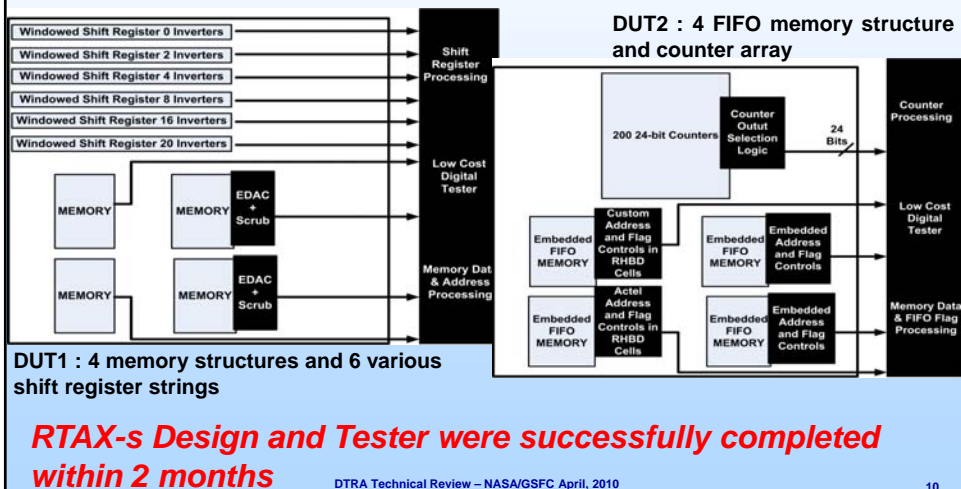 Windowed Shift Register 0 Inverters
Windowed Shift Register 2 Inverters
Windowed Shift Register 4 Inverters
Windowed Shift Register 8 Inverters
Windowed Shift Register 16 Inverters
Windowed Shift Register 20 Inverters
MEMORY
MEMORY
EDAC
+
Scrub
MEMORY
MEMORY
EDAC
+
Scrub
Shift
Register
Processing
Low Cost
Digital
Tester
Memory Dat
& Address
Processing
DUT1 : 4 memory structures and 6 various
shift register strings
DUT2 : 4 FIFO memory structure
and counter array
200 24-bit Counters
Counter
Outut
Selection
Logic
24
Bits
Embedded
FIFO
MEMORY
Custom
Address
and Flag
Controls in
RHBD
Cells
Embedded
FIFO
MEMORY
Embedded
Address
and Flag
Controls
Embedded
FIFO
MEMORY
Actel
Address
and Flag
Controls in
RHBD
Cells
Embedded
FIFO
MEMORY
Embedded
Address
and Flag
Controls
Counter
Processing
Low Cost
Digital
Tester
Memory Data
& FIFO Flag
Processing
RTAX-s Design and Tester were successfully completed
within 2 months
DTRA Technical Review – NASA/GSFC April, 2010
10